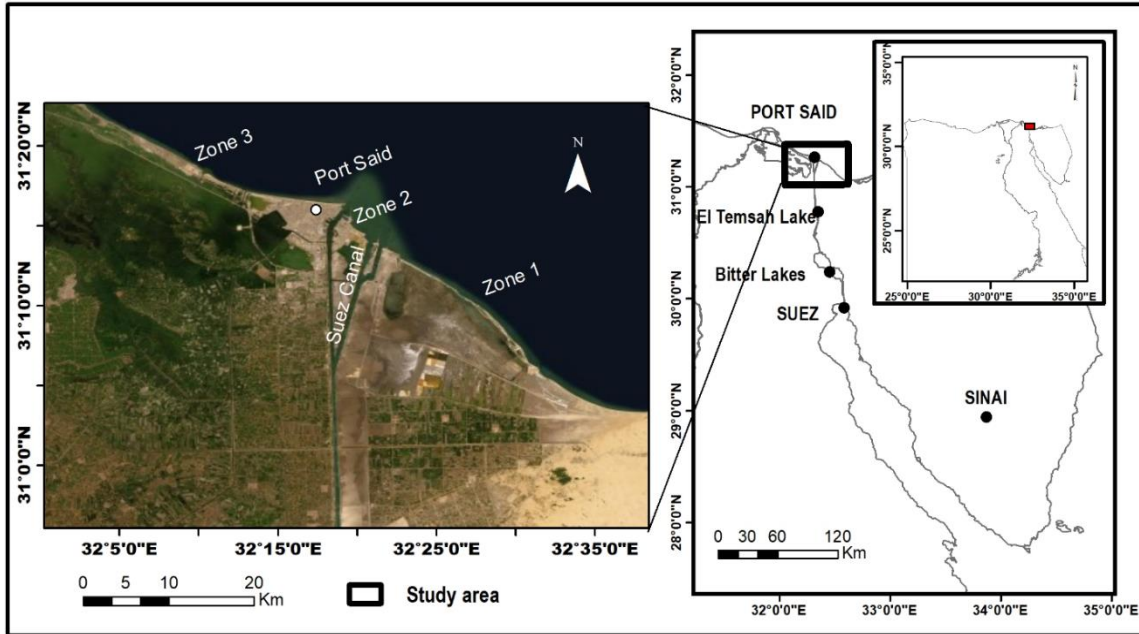 31°20'0"N
31°10'0"N
31°0'0"N
Zone 3
Port Said
Zone 2
Suez Canal
Zone 1
N
32°5'0"E
32°15'0"E
32°25'0"E
32°35'0"E
0 5 10 20
Km
Study area
32°0'0"N
31°0'0"N
30°0'0"N
29°0'0"N
28°0'0"N
PORT SAID
El Temsah Lake
Bitter Lakes
SUEZ
SINAI
0 30 60 120
Km
32°0'0"E
33°0'0"E
34°0'0"E
35°0'0"E
35°0'0"N
30°0'0"N
25°0'0"N
N
25°0'0"E
30°0'0"E
35°0'0"E